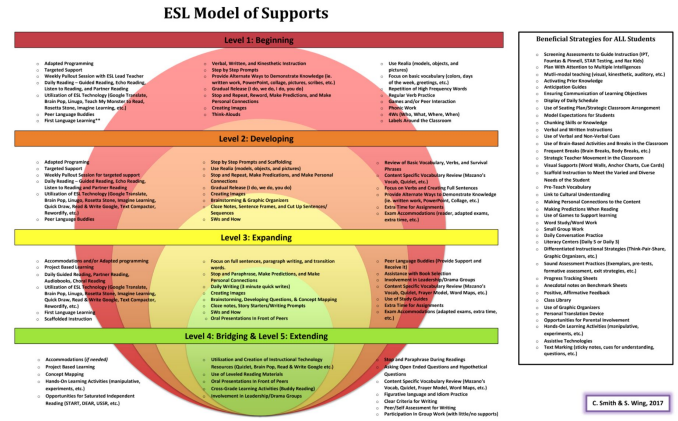 ESL Model of Supports
Level 1: Beginning
Adapted Programming
Targeted Support
Weekly Pullout Session with ESL Lead Teacher
Daily Reading – Guided Reading, Echo Reading,
Listen to Reading, and Partner Reading
Utilization of ESL Technology (Google Translate,
Brain Pop, Linugo, Teach My Monster to Read,
Rosetta Stone, Imagine Learning, etc.)
Peer Language Buddies
First Language Learning**
Verbal, Written, and Kinesthetic Instruction
Step by Step Prompts
Provide Alternate Ways to Demonstrate Knowledge (ie.
written work, PowerPoint, collage, pictures, scribes, etc.)
Gradual Release (I do, we do, you do)
Stop and Repeat, Reward, Make Predictions, and Make
Personal Connections
Creating Images
Think-Alouds
Use Realia (models, objects, and
pictures)
Focus on basic vocabulary (colors, days
of the week, greetings, etc.)
Repetition of High Frequency Words
Regular Verb Practice
Games and/or Peer Interaction
Phonic Work
4Ws (Who, What, Where, When)
Labels Around the Classroom
Level 2: Developing
Adapted Programing
Targeted Support
Weekly Pullout Session for targeted support
Daily Reading – Guided Reading, Echo Reading,
Listen to Reading and Partner Reading
Utilization of ESL Technology (Google Translate,
Brain Pop, Linugo, Rosetta Stone, Imagine Learning,
Quick Draw, Read & Write Google, Text Compactor,
Rewordify, etc.)
Peer Language Buddies
Step by Step Prompts and Scaffolding
Use Realia (models, objects and pictures)
Stop and Repeat, Make Predictions, and Make Personal
Connections
Gradual Release (I do, we do, you do)
Creating Images
Brainstorming & Graphic Organizers
Cloze Notes, Sentence Frames, and Cut Up Sentences/
Sequences
5Ws and How
Review of Basic Vocabulary, Verbs, and Survival
Phrases
Content Specific Vocabulary Review (Mazano's
Vocab, Quizlet, etc.)
Focus on Verbs and Creating Full Sentences
Provide Alternate Ways to Demonstrate Knowledge
(ie. written work, PowerPoint, Collage, etc.)
Extra Time for Assignments
Exam Accommodations (reader, adapted exams,
extra time, etc.)
Level 3: Expanding
Accommodations and/or Adapted programing
Project Based Learning
Daily Guided Reading, Partner Reading,
Audiobooks, Choral Reading
Utilization of ESL Technology (Google Translate,
Brain Pop, Linugo, Rosetta Stone, Imagine Learning,
Quick Draw, Read & Write Google, Text Compactor,
Rewordify, etc.)
First Language Learning
Scaffolded Instruction
Focus on full sentences, paragraph writing, and transition
words.
Stop and Paraphrase, Make Predictions, and Make
Personal Connections
Daily Writing (3 minute quick writes)
Creating Images
Brainstorming, Developing Questions, & Concept Mapping
Cloze notes, Story Starters/Writing Prompts
5Ws and How
Oral Presentations in Front of Peers
Peer Language Buddies (Provide Support and
Receive it)
Assistance with Book Selection
Involvement in Leadership/Drama Groups
Content Specific Vocabulary Review (Mazano's
Vocab, Quizlet, Prayer Model, Word Maps, etc.)
Use of Study Guides
Extra Time for Assignments
Exam Accommodations (adapted exams, extra time,
etc.)
Level 4: Bridging & Level 5: Extending
Accommodations (if needed)
Project Based Learning
Concept Mapping
Hands-On Learning Activities (manipulative,
experiments, etc.)
Opportunities for Saturated Independent
Reading (START, DEAR, USSR, etc.)
Utilization and Creation of Instructional Technology
Resources (Quizlet, Brain Pop, Read & Write Google etc.)
Use of Leveled Reading Materials
Oral Presentations in Front of Peers
Cross-Grade Learning Activities (Buddy Reading)
Involvement in Leadership/Drama Groups
Stop and Paraphrase During Readings
Asking Open Ended Questions and Hypothetical
Questions
Content Specific Vocabulary Review (Mazano's
Vocab, Quizlet, Prayer Model, Word Maps, etc.)
Figurative language and Idiom Practice
Clear Criteria for Writing
Peer/Self Assessment for Writing
Participation in Group Work (with little/no supports)
Beneficial Strategies for ALL Students
Screening Assessments to Guide Instruction (IPT,
Fountas & Pinnell, STAR Testing, and Raz Kids)
Plan With Attention to Multiple Intelligences
Multi-modal teaching (visual, kinesthetic, auditory, etc.)
Activating Prior Knowledge
Anticipation Guides
Ensuring Communication of Learning Objectives
Display of Daily Schedule
Use of Seating Plan/Strategic Classroom Arrangement
Model Expectations for Students
Chunking Skills or Knowledge
Verbal and Written Instructions
Use of Verbal and Non-Verbal Cues
Use of Brain-Based Activities and Breaks in the Classroom
Frequent Breaks (Brain Breaks, Body Breaks, etc.)
Strategic Teacher Movement in the Classroom
Visual Supports (Word Walls, Anchor Charts, Cue Cards)
Scaffold Instruction to Meet the Varied and Diverse
Needs of the Student
Pre-Teach Vocabulary
Link to Cultural Understanding
Making Personal Connections to the Content
Making Predictions When Reading
Use of Games to Support learning
Word Study/Word Work
Small Group Work
Daily Conversation Practice
Literacy Centers (Daily 5 or Daily 3)
Differentiated Instructional Strategies (Think-Pair-Share,
Graphic Organizers, etc.)
Sound Assessment Practices (Exemplars, pre-tests,
formative assessment, exit strategies, etc.)
Progress Tracking Sheets
Anecdotal notes on Benchmark Sheets
Positive, Affirmative Feedback
Class Library
Use of Graphic Organizers
Personal Translation Device
Opportunities for Parental Involvement
Hands-On Learning Activities (manipulative,
experiments, etc.)
Assistive Technologies
Text Marking (sticky notes, cues for understanding,
questions, etc.)
C. Smith & S. Wing, 2017